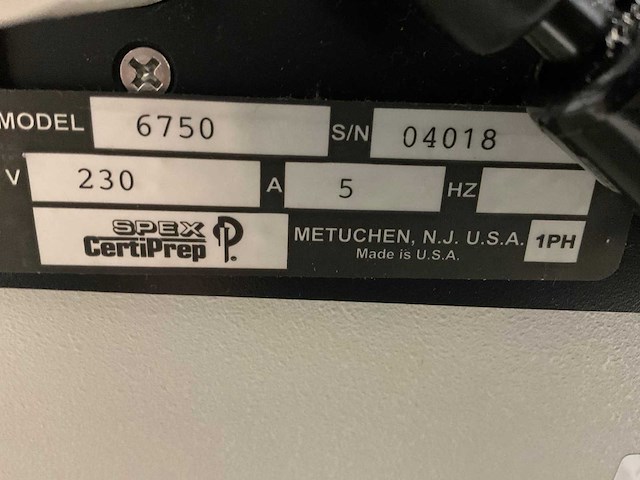 MODEL 6750 S/N 04018
V 230 A 5 HZ
SPEX
CertiPrep
METUCHEN, N.J. U.S.A. 1PH
Made is U.S.A.